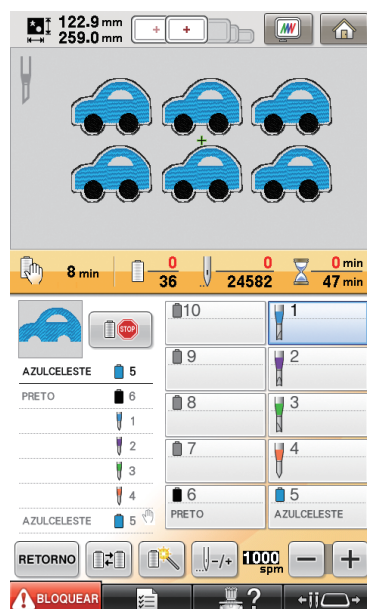 122.9 mm
259.0 mm
8 min
0
36
0
24582
0 min
47 min
STOP
AZULCELESTE 5
PRETO 6
1
2
3
4
AZULCELESTE 5
10
1
9
2
8
3
7
4
6
PRETO
5
AZULCELESTE
RETORNO
-/+
1000
spm
− +
BLOQUEAR
?